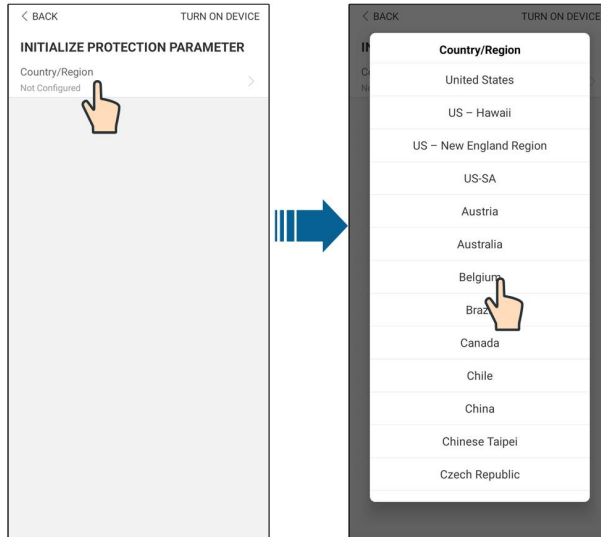 < BACK TURN ON DEVICE
INITIALIZE PROTECTION PARAMETER
Country/Region
Not Configured
< BACK TURN ON DEVICE
Country/Region
United States
US – Hawaii
US – New England Region
US-SA
Austria
Australia
Belgium
Canada
Chile
China
Chinese Taipei
Czech Republic